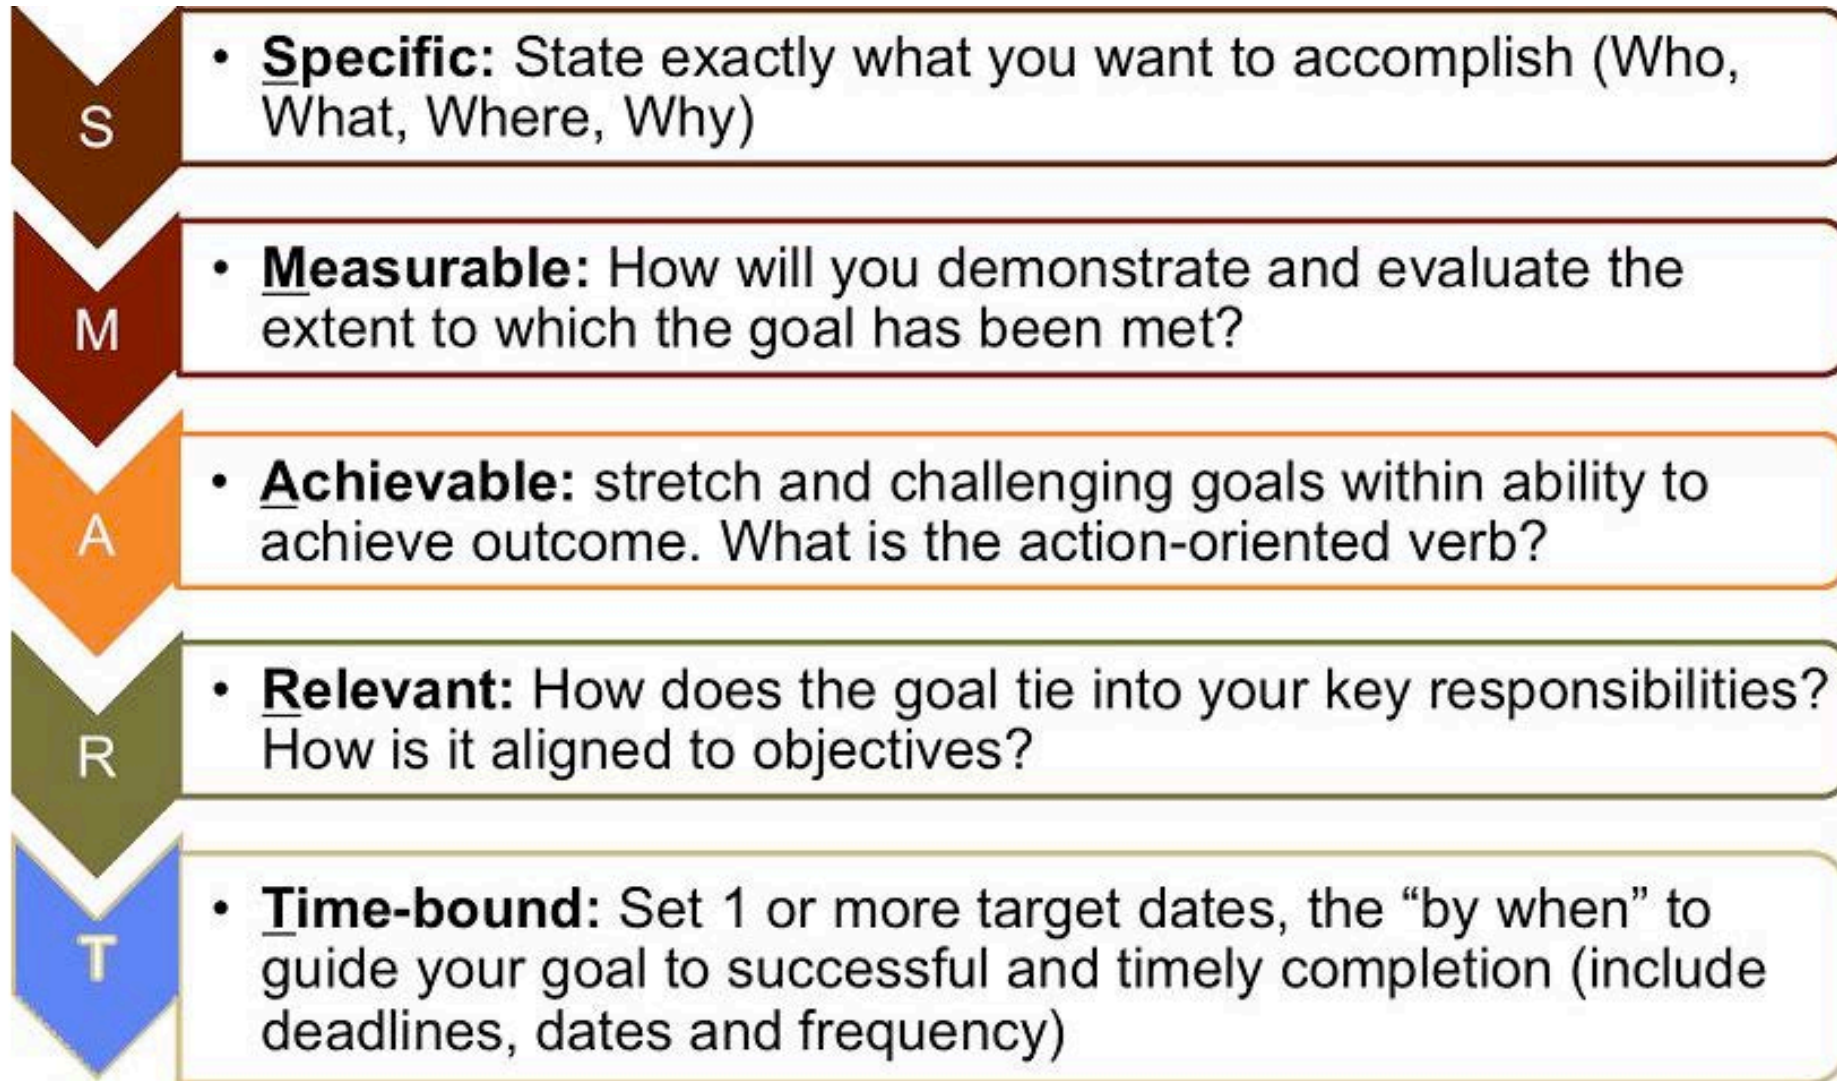 S
• Specific: State exactly what you want to accomplish (Who,
What, Where, Why)
M
• Measurable: How will you demonstrate and evaluate the
extent to which the goal has been met?
A
• Achievable: stretch and challenging goals within ability to
achieve outcome. What is the action-oriented verb?
R
• Relevant: How does the goal tie into your key responsibilities?
How is it aligned to objectives?
T
• Time-bound: Set 1 or more target dates, the “by when” to
guide your goal to successful and timely completion (include
deadlines, dates and frequency)